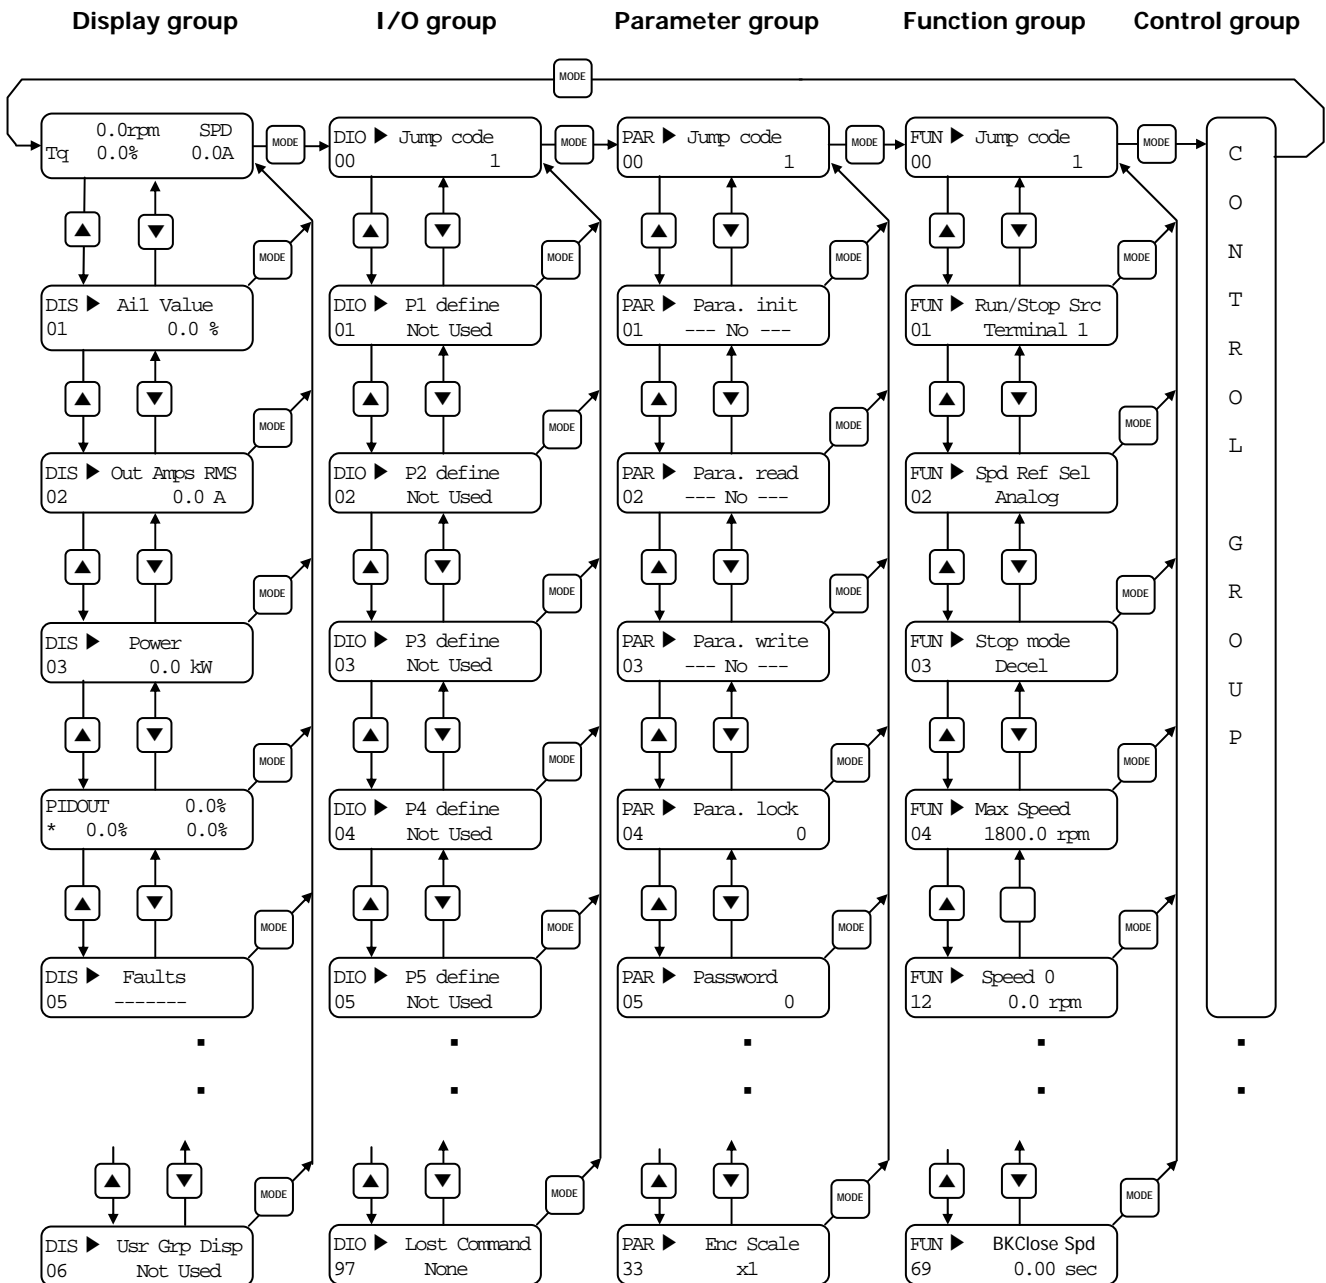 Display group I/O group Parameter group Function group Control group
MODE
0.0rpm SPD
Tq 0.0% 0.0A
MODE
DIO ▶ Jump code
00 1
MODE
PAR ▶ Jump code
00 1
MODE
FUN ▶ Jump code
00 1
MODE
C
O
N
T
R
O
L
G
R
O
U
P
MODE
MODE
MODE
MODE
DIS ▶ Ai1 Value
01 0.0 %
DIO ▶ P1 define
01 Not Used
PAR ▶ Para. init
01 --- No ---
FUN ▶ Run/Stop Src
01 Terminal 1
MODE
MODE
MODE
MODE
DIS ▶ Out Amps RMS
02 0.0 A
DIO ▶ P2 define
02 Not Used
PAR ▶ Para. read
02 --- No ---
FUN ▶ Spd Ref Sel
02 Analog
MODE
MODE
MODE
MODE
DIS ▶ Power
03 0.0 kW
DIO ▶ P3 define
03 Not Used
PAR ▶ Para. write
03 --- No ---
FUN ▶ Stop mode
03 Decel
MODE
MODE
MODE
MODE
PIDOUT 0.0%
* 0.0% 0.0%
DIO ▶ P4 define
04 Not Used
PAR ▶ Para. lock
04 0
FUN ▶ Max Speed
04 1800.0 rpm
MODE
MODE
MODE
MODE
DIS ▶ Faults
05 -------
DIO ▶ P5 define
05 Not Used
PAR ▶ Password
05 0
FUN ▶ Speed 0
12 0.0 rpm
MODE
MODE
MODE
MODE
DIS ▶ Usr Grp Disp
06 Not Used
DIO ▶ Lost Command
97 None
PAR ▶ Enc Scale
33 x1
FUN ▶ BKClose Spd
69 0.00 sec